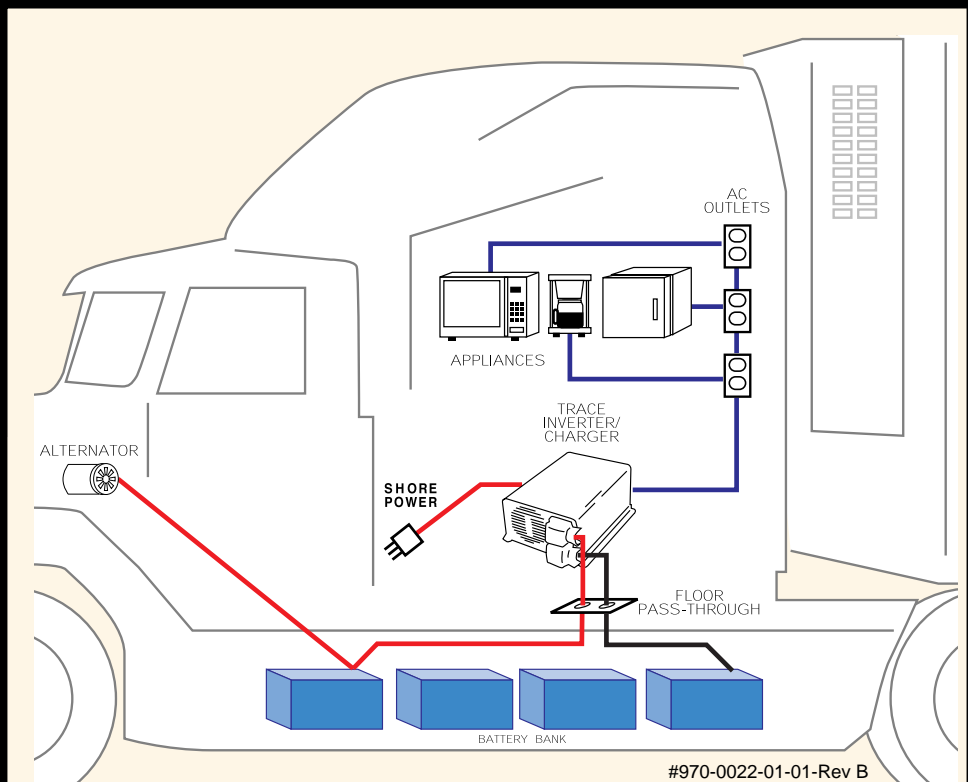 AC
OUTLETS
APPLIANCES
TRACE
INVERTER/
CHARGER
ALTERNATOR
SHORE
POWER
FLOOR
PASS-THROUGH
BATTERY BANK
#970-0022-01-01-Rev B